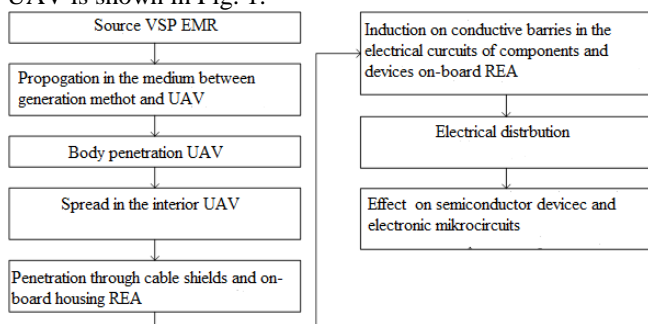 UAV is shown in Fig. 1.
Source VSP EMR
Propogation in the medium between
generation methot and UAV
Body penetration UAV
Spread in the interior UAV
Penetration through cable shields and on-
board housing REA
Induction on conductive barries in the
electrical curcuits of components and
devices on-board REA
Electrical distrbution
Effect on semiconductor devicec and
electronic mikrocircuits